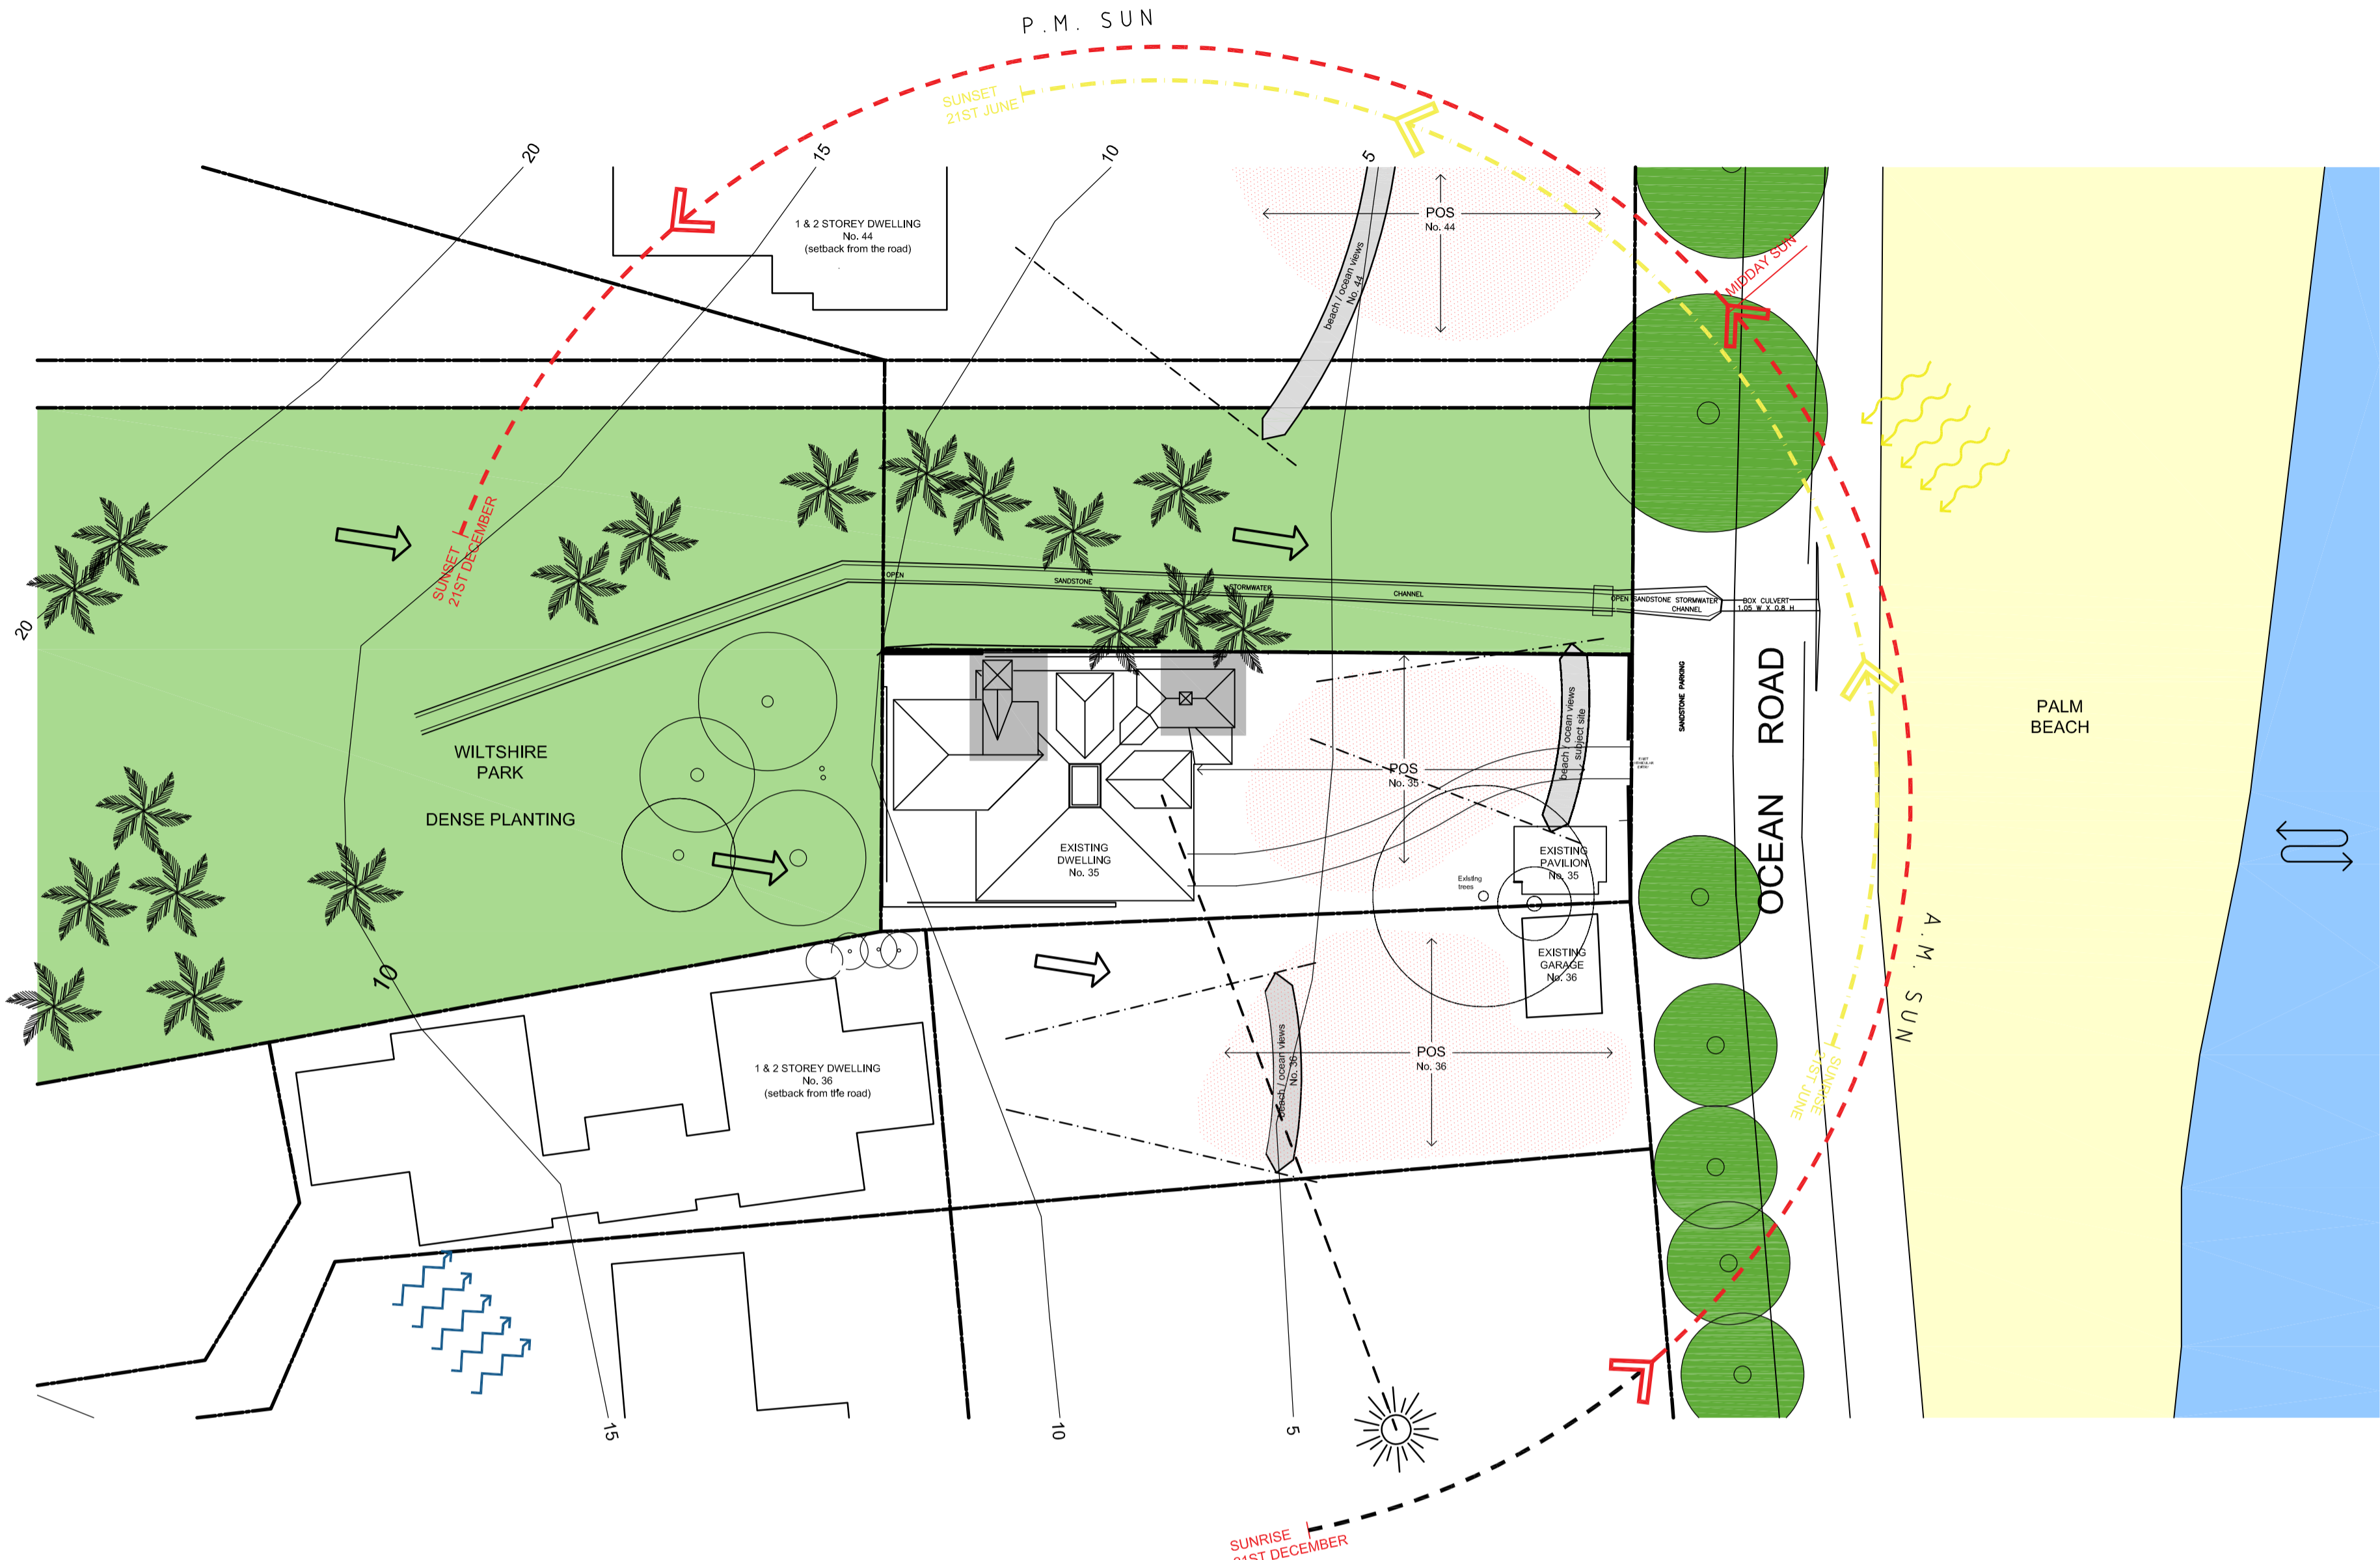 P.M. SUN
SUNSET
21ST JUNE
20
15
10
5
1 & 2 STOREY DWELLING
No. 44
(setback from the road)
POS
No. 44
beach / ocean views
No. 44
MIDDAY SUN
SUNSET
21ST DECEMBER
20
OPEN
SANDSTONE
STORMWATER
CHANNEL
OPEN SANDSTONE STORMWATER
CHANNEL
BOX CULVERT
1.05 W X 0.8 H
SANDSTONE PARKING
OCEAN ROAD
PALM
BEACH
WILTSHIRE
PARK
DENSE PLANTING
beach / ocean views
subject site
POS
No. 35
EXISTING
DWELLING
No. 35
EXISTING
PAVILION
No. 35
Existing
trees
EXISTING
GARAGE
No. 36
A.M. SUN
10
1 & 2 STOREY DWELLING
No. 36
(setback from the road)
beach / ocean views
No. 36
POS
No. 36
SUNRISE
21ST JUNE
15
10
5
SUNRISE
21ST DECEMBER